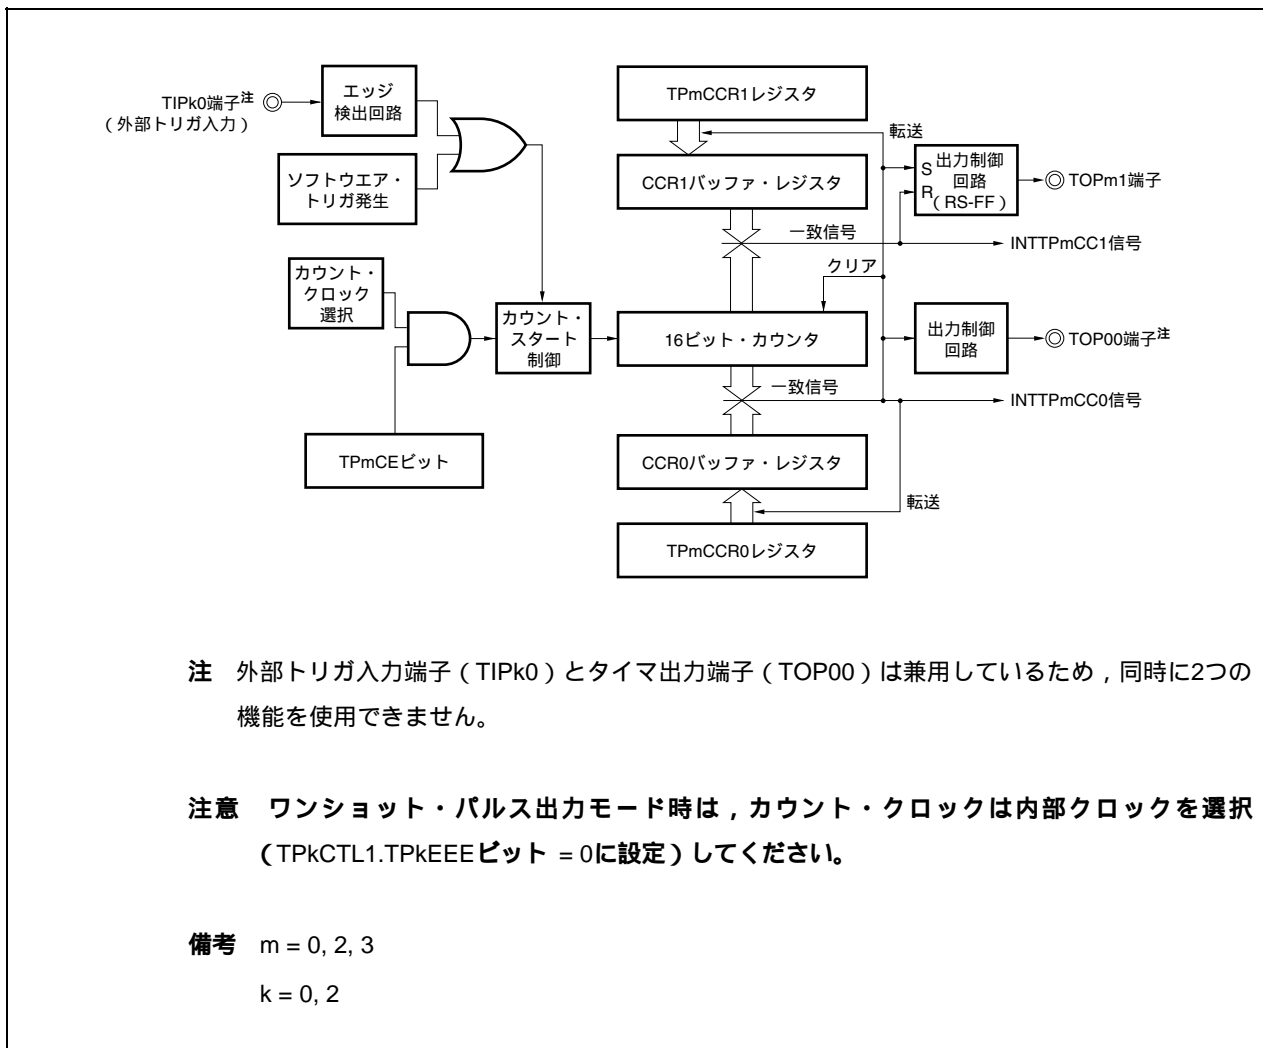 TIPk0端子注
（外部トリガ入力）
エッジ
検出回路
ソフトウエア・
トリガ発生
カウント・
クロック
選択
TPmCEビット
カウント・
スタート
制御
TPmCCR1レジスタ
転送
CCR1バッファ・レジスタ
一致信号
クリア
16ビット・カウンタ
一致信号
CCR0バッファ・レジスタ
転送
TPmCCR0レジスタ
S
R
出力制御
回路
（RS-FF）
TOPm1端子
INTTPmCC1信号
出力制御
回路
TOP00端子注
INTTPmCC0信号
注 外部トリガ入力端子（TIPk0）とタイマ出力端子（TOP00）は兼用しているため，同時に2つの
機能を使用できません。
注意 ワンショット・パルス出力モード時は，カウント・クロックは内部クロックを選択
（TPkCTL1.TPkEEEビット = 0に設定）してください。
備考 m = 0, 2, 3
k = 0, 2